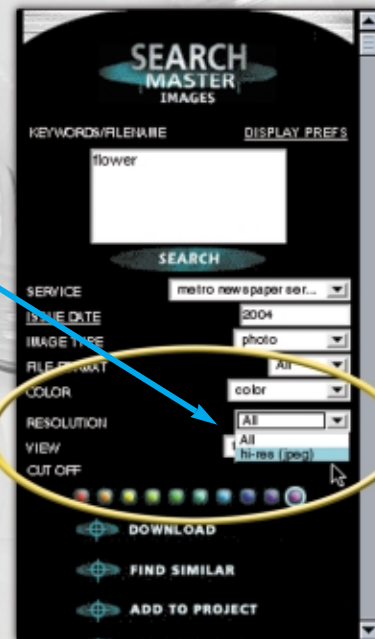 SEARCH
MASTER
IMAGES
KEYWORDS/FILENAME DISPLAY PREFS
flower
SEARCH
SERVICE metro newspaper ser...
ISSUE DATE 2004
IMAGE TYPE photo
FILE FORMAT All
COLOR color
RESOLUTION All
All
VIEW hi-res (jpeg)
CUT OFF
DOWNLOAD
FIND SIMILAR
ADD TO PROJECT